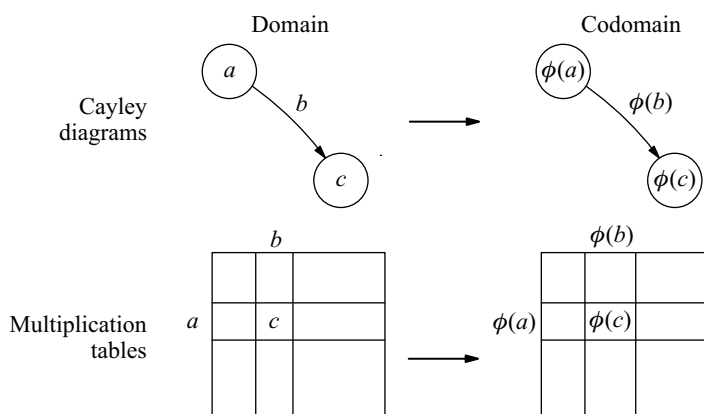 Domain
Codomain
a
ϕ(a)
b
ϕ(b)
Cayley
diagrams
c
ϕ(c)
b
ϕ(b)
Multiplication
tables
a
c
ϕ(a)
ϕ(c)